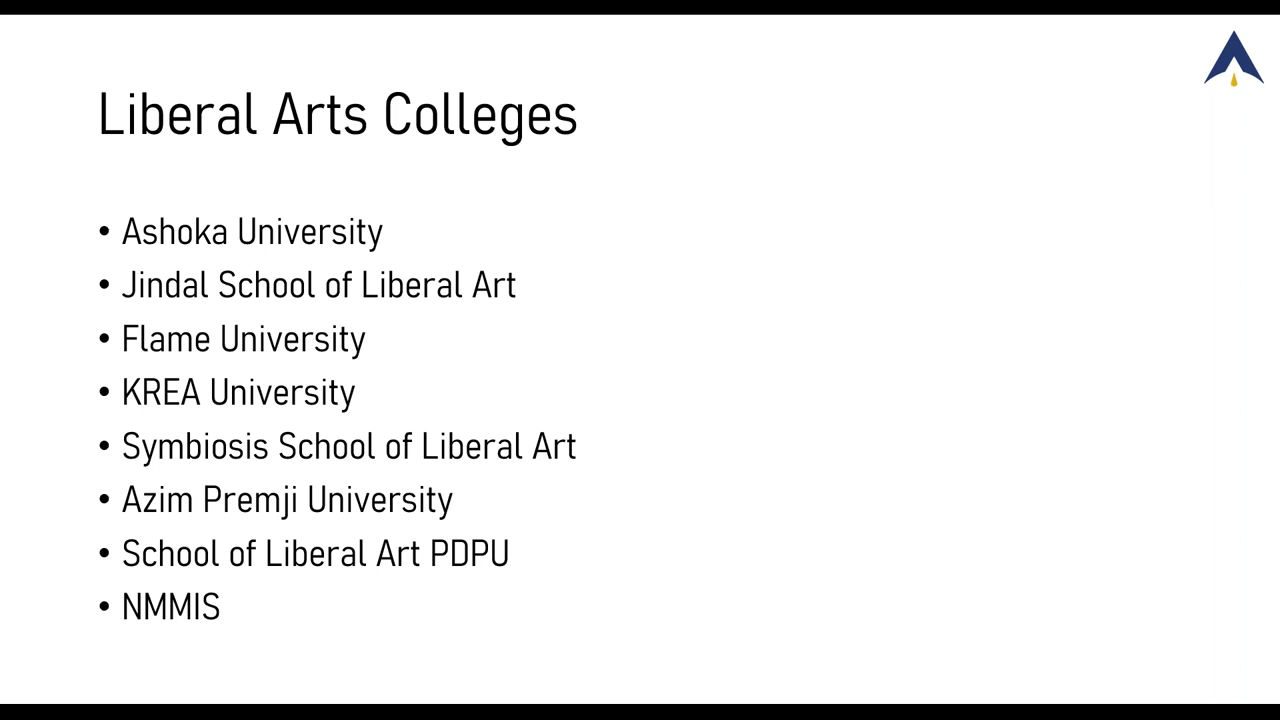 Liberal Arts Colleges
• Ashoka University
• Jindal School of Liberal Art
• Flame University
• KREA University
• Symbiosis School of Liberal Art
• Azim Premji University
• School of Liberal Art PDPU
• NMMIS